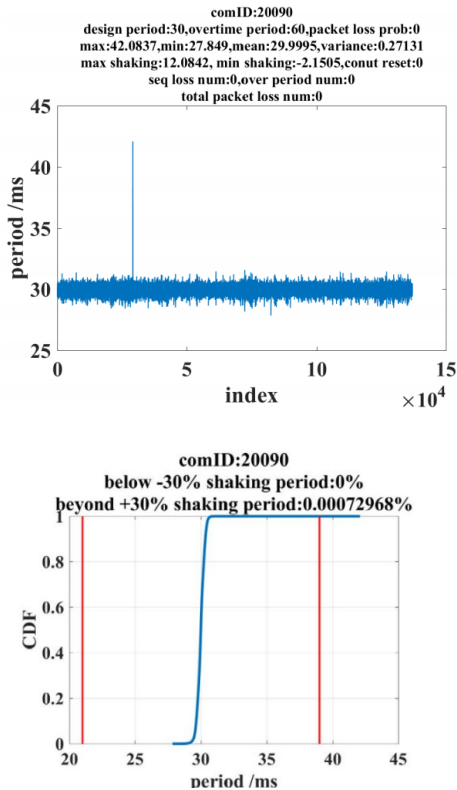 comID:20090
design period:30,overtime period:60,packet loss prob:0
max:42.0837,min:27.849,mean:29.9995,variance:0.27131
max shaking:12.0842, min shaking:-2.1505,conut reset:0
seq loss num:0,over period num:0
total packet loss num:0
45
40
35
30
25
period /ms
0
5
10
15
index
×10⁴
comID:20090
below -30% shaking period:0%
beyond +30% shaking period:0.00072968%
1
0.8
0.6
0.4
0.2
0
CDF
20
25
30
35
40
45
period /ms